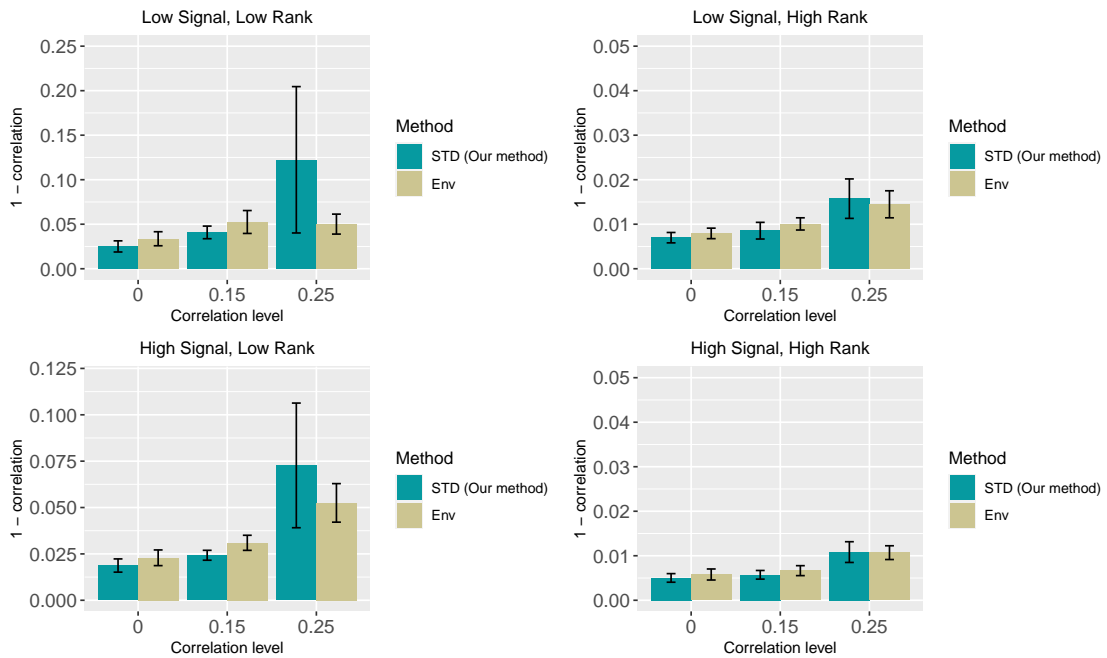 Low Signal, Low Rank
0.25
0.20
0.15
0.10
0.05
0.00
1 − correlation
0
0.15
0.25
Correlation level
Method
STD (Our method)
Env
Low Signal, High Rank
0.05
0.04
0.03
0.02
0.01
0.00
1 − correlation
0
0.15
0.25
Correlation level
Method
STD (Our method)
Env
High Signal, Low Rank
0.125
0.100
0.075
0.050
0.025
0.000
1 − correlation
0
0.15
0.25
Correlation level
Method
STD (Our method)
Env
High Signal, High Rank
0.05
0.04
0.03
0.02
0.01
0.00
1 − correlation
0
0.15
0.25
Correlation level
Method
STD (Our method)
Env